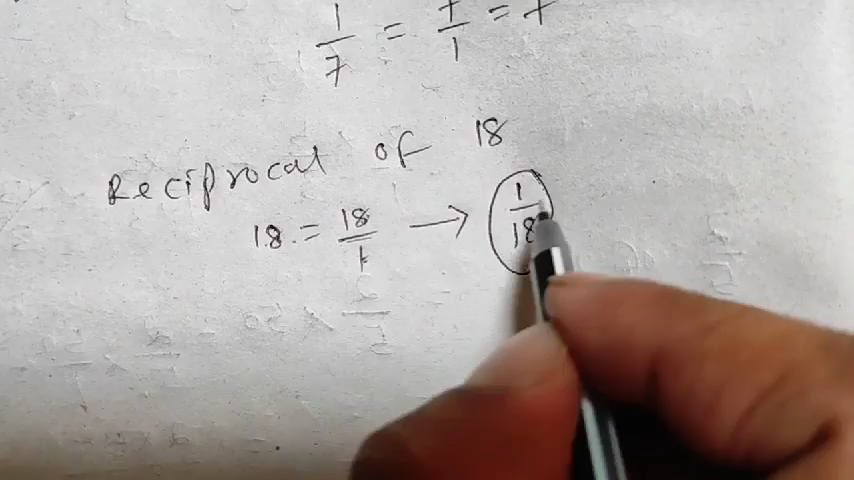 1/7 = 7/1 = 7
Reciprocal of 18
18 = 18/1 → 1/18